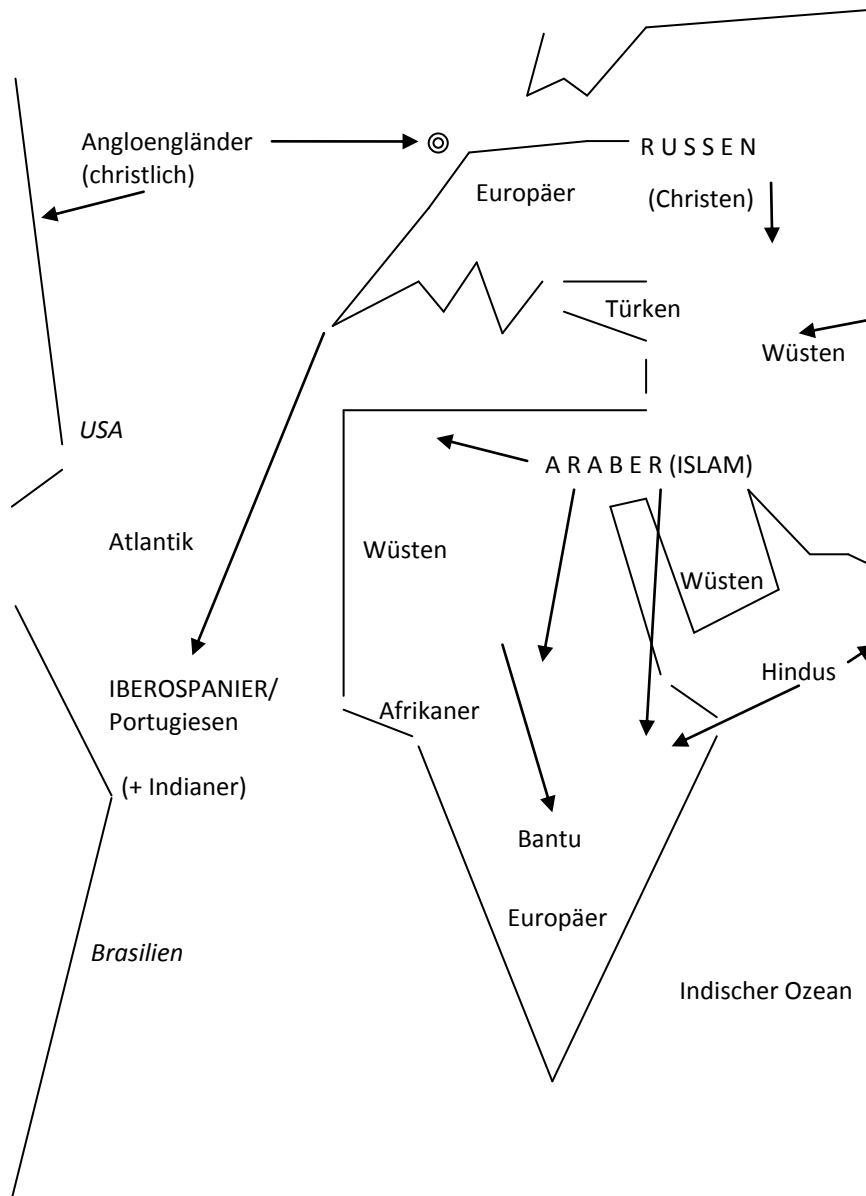 Angloengländer
(christlich)
R U S S E N
Europäer
(Christen)
Türken
Wüsten
USA
A R A B E R (ISLAM)
Atlantik
Wüsten
Wüsten
Hindus
IBEROSPANIER/
Portugiesen
Afrikaner
(+ Indianer)
Bantu
Europäer
Brasilien
Indischer Ozean